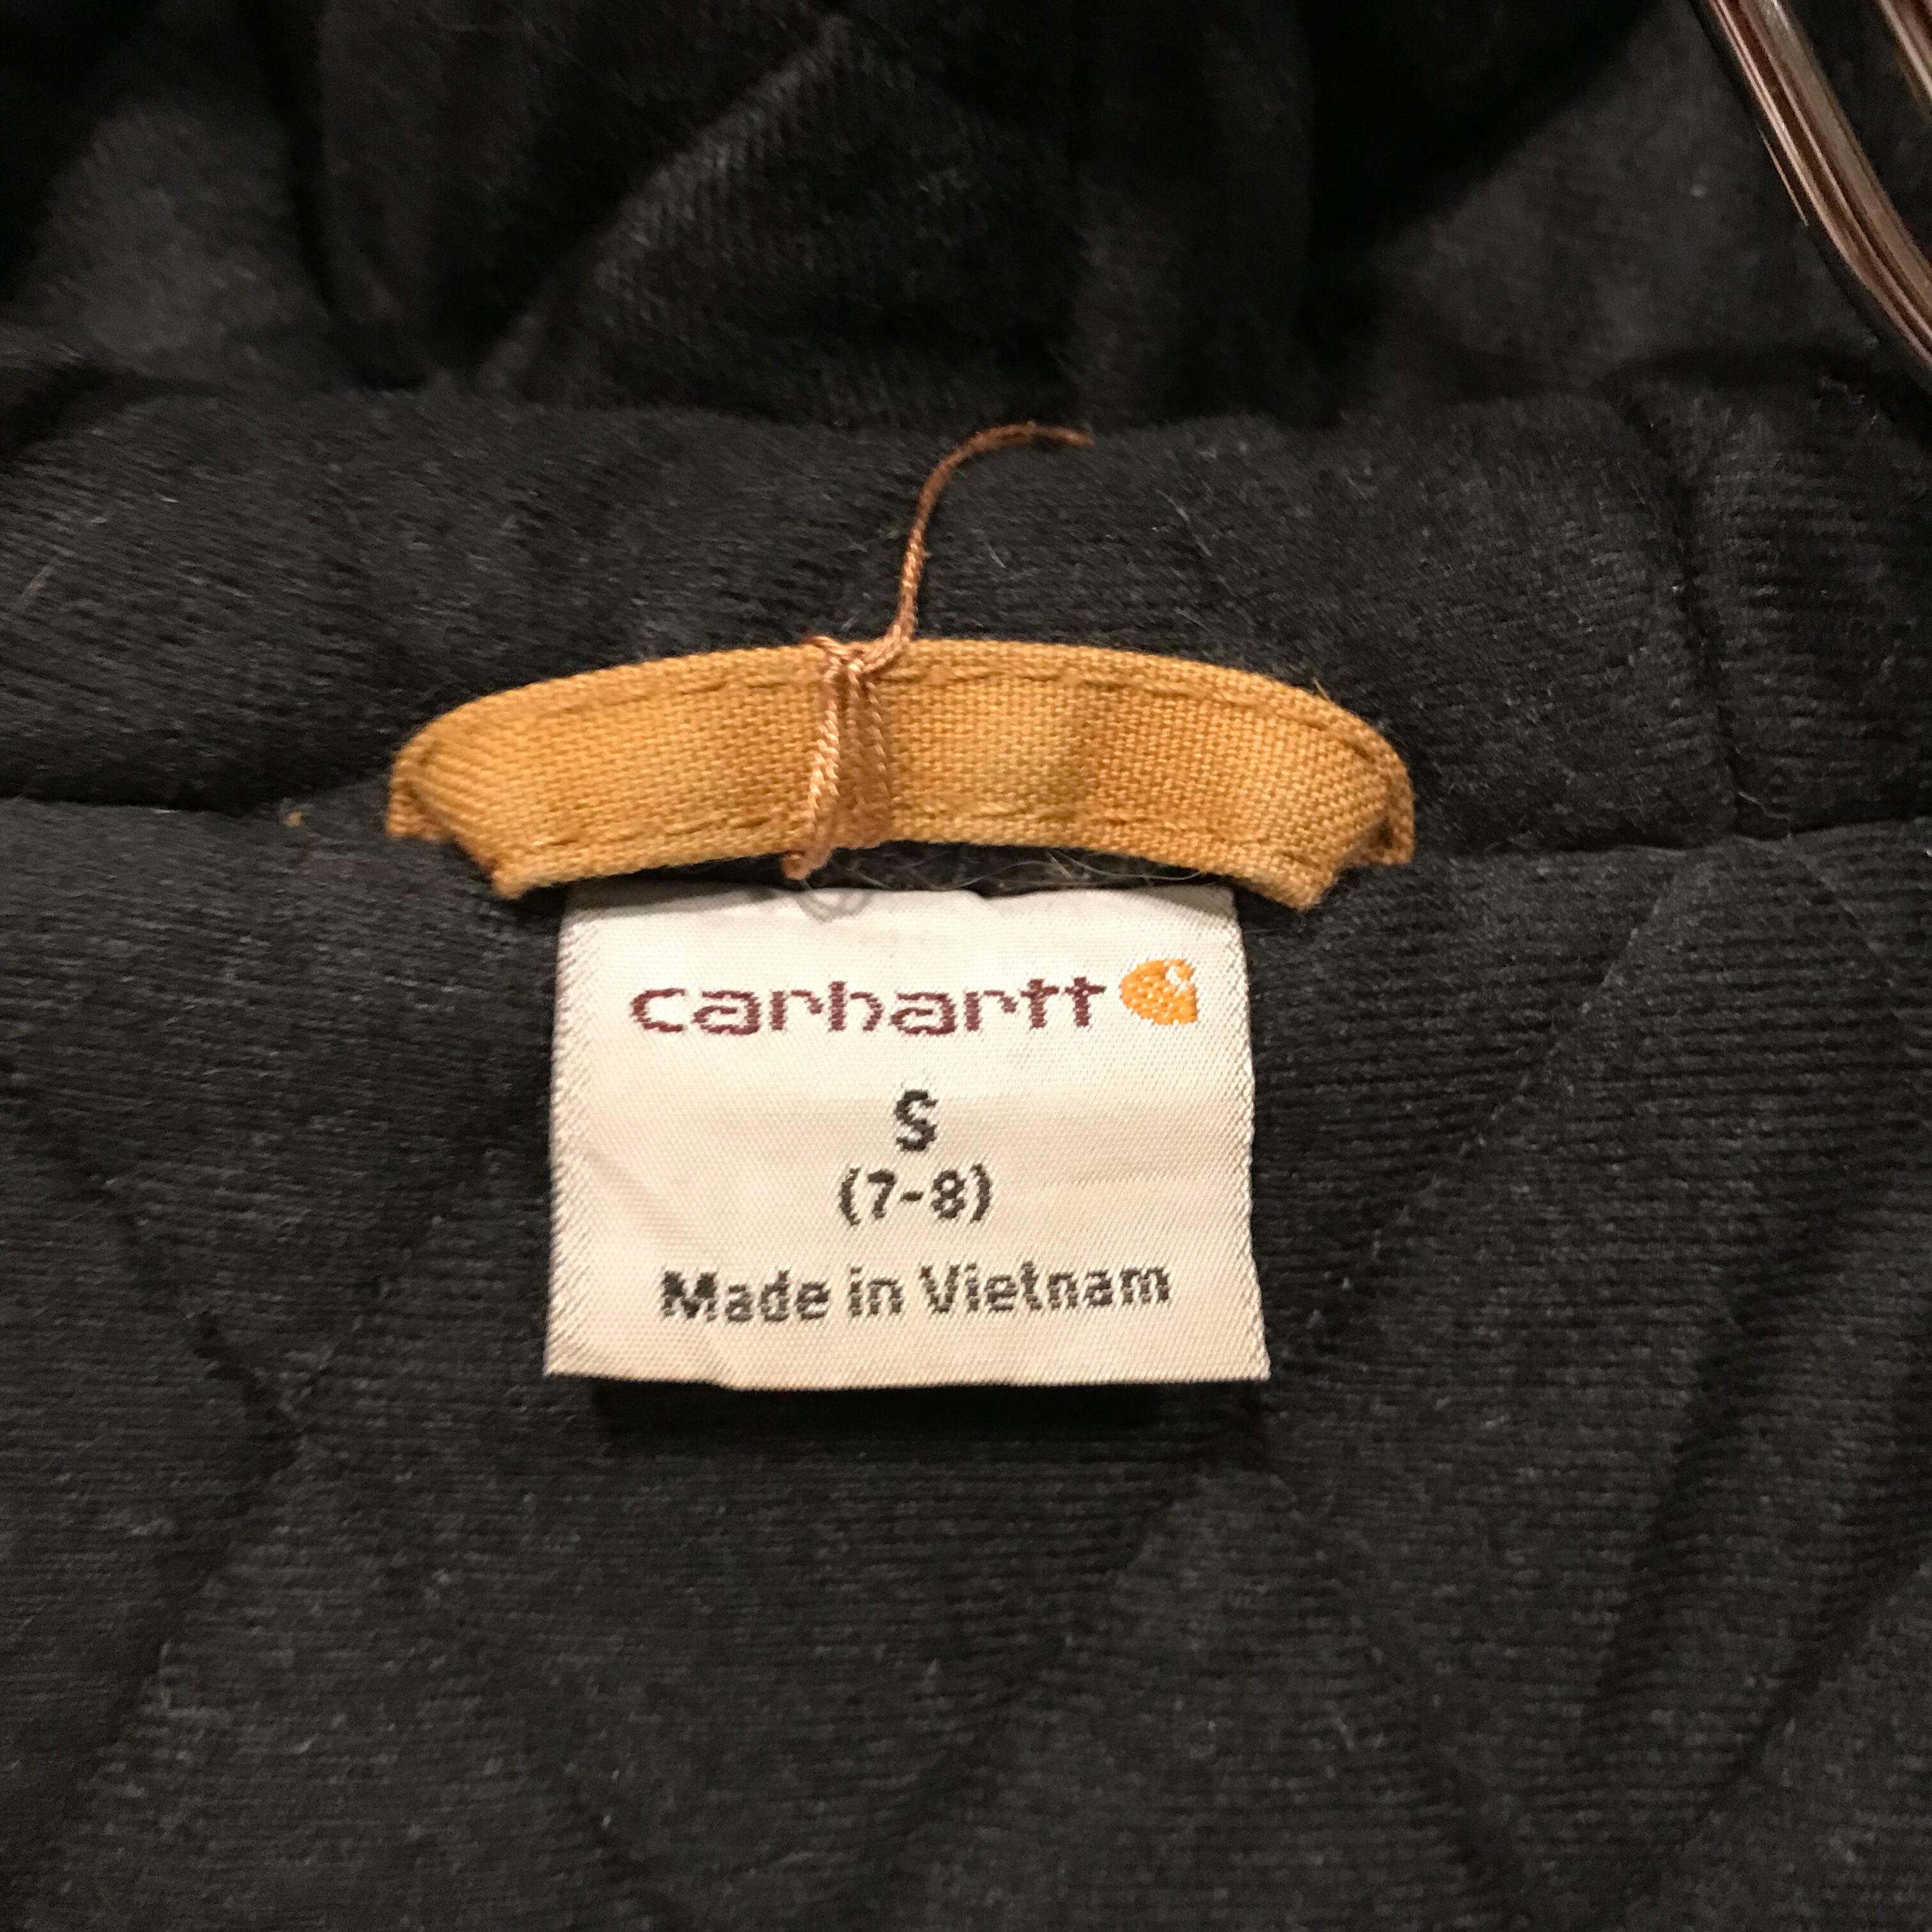 carhartt
S
(7-8)
Made in Vietnam